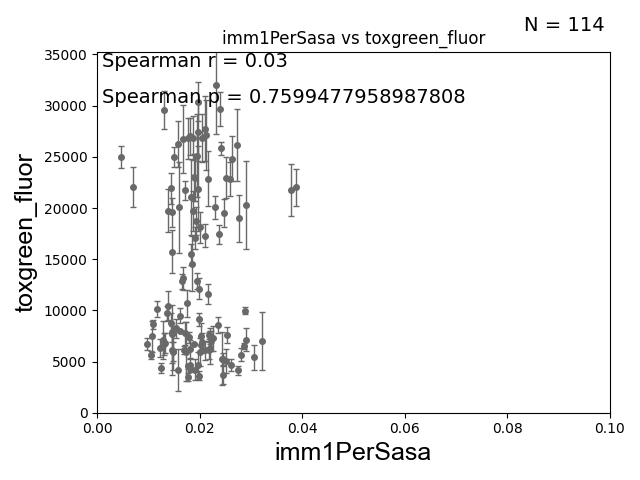 N = 114
imm1PerSasa vs toxgreen_fluor
Spearman r = 0.03
Spearman p = 0.7599477958987808
toxgreen_fluor
35000
30000
25000
20000
15000
10000
5000
0
0.00 0.02 0.04 0.06 0.08 0.10
imm1PerSasa